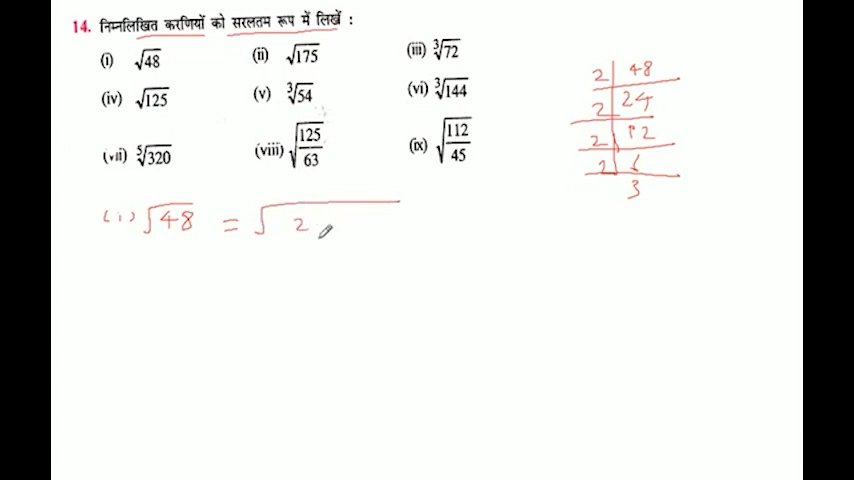 14. निम्नलिखित करणियों को सरलतम रूप में लिखें :
(i) √48 (ii) √175 (iii) ∛72
(iv) √125 (v) ∛54 (vi) ∛144
(vii) ⁵√320 (viii) √(125/63) (ix) √(112/45)
2 | 48
2 | 24
2 | 12
2 | 6
3
(i) √48 = √2